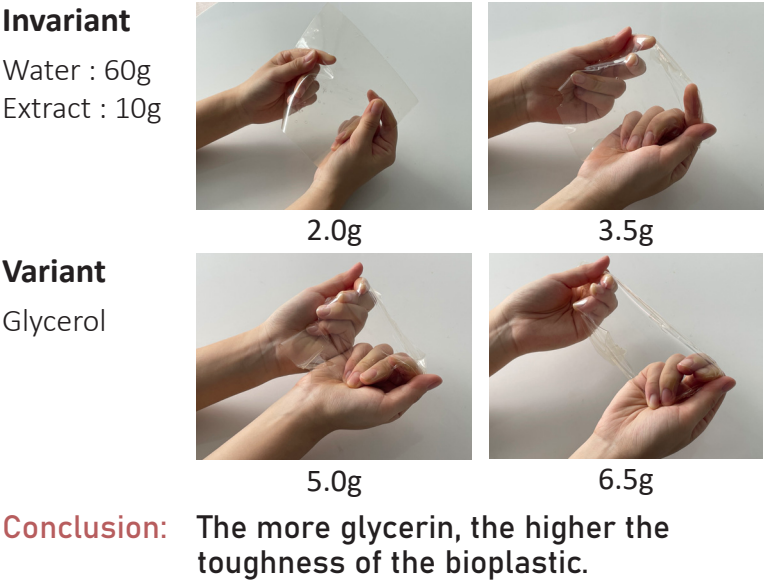 Invariant
Water : 60g
Extract : 10g
2.0g
3.5g
Variant
Glycerol
5.0g
6.5g
Conclusion: The more glycerin, the higher the
toughness of the bioplastic.